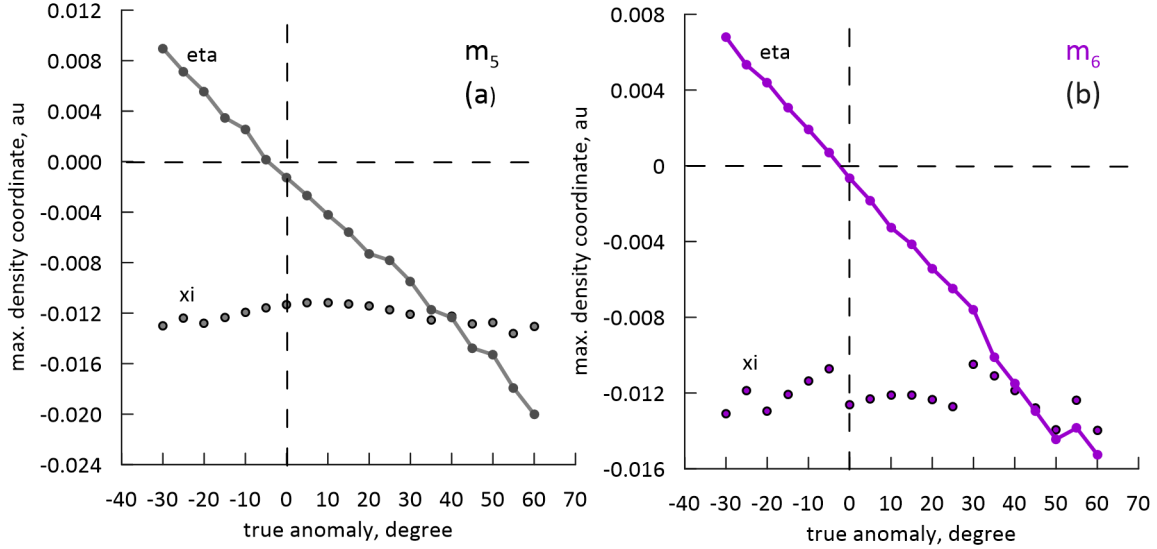 max. density coordinate, au
0.012
0.008
0.004
0.000
-0.004
-0.008
-0.012
-0.016
-0.020
-0.024
eta
xi
m5
(a)
-40 -30 -20 -10 0 10 20 30 40 50 60 70
true anomaly, degree
max. density coordinate, au
0.008
0.004
0
-0.004
-0.008
-0.012
-0.016
eta
xi
m6
(b)
-40 -30 -20 -10 0 10 20 30 40 50 60 70
true anomaly, degree